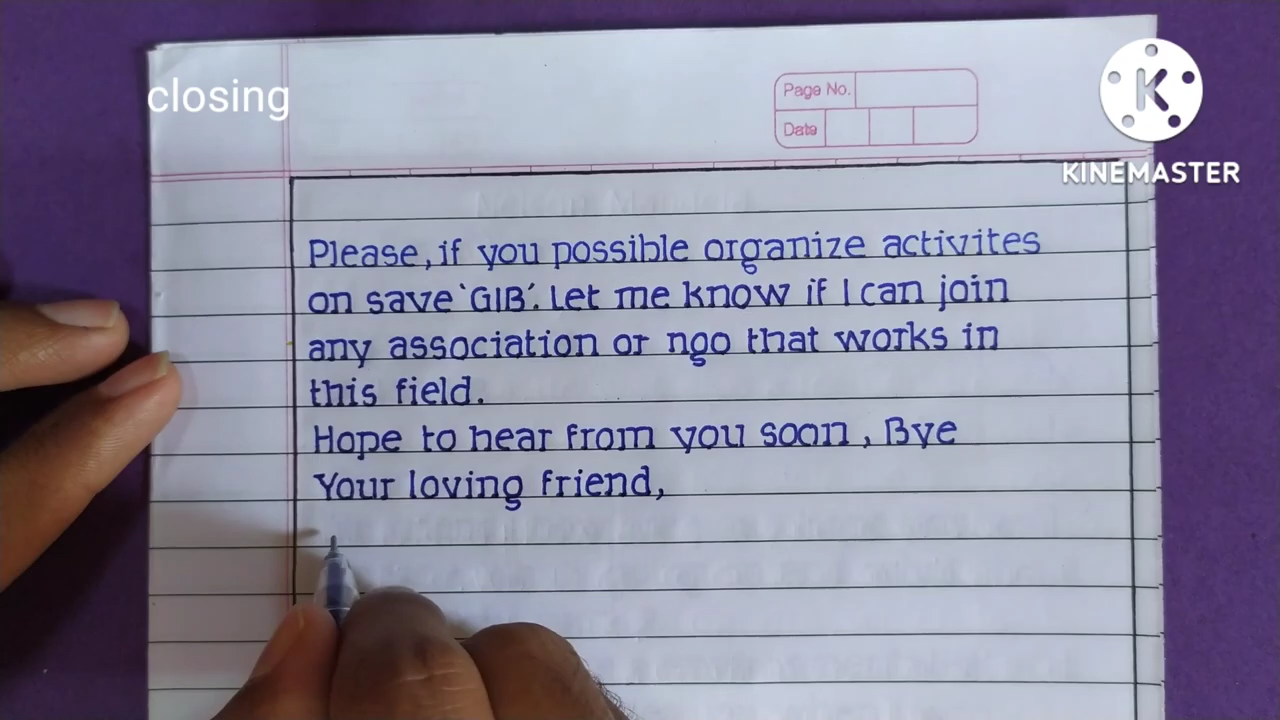 closing
Page No.
Date
KINEMASTER
Please, if you possible organize activites
on save 'GIB'. Let me know if I can join
any association or ngo that works in
this field.
Hope to hear from you soon, Bye
Your loving friend,